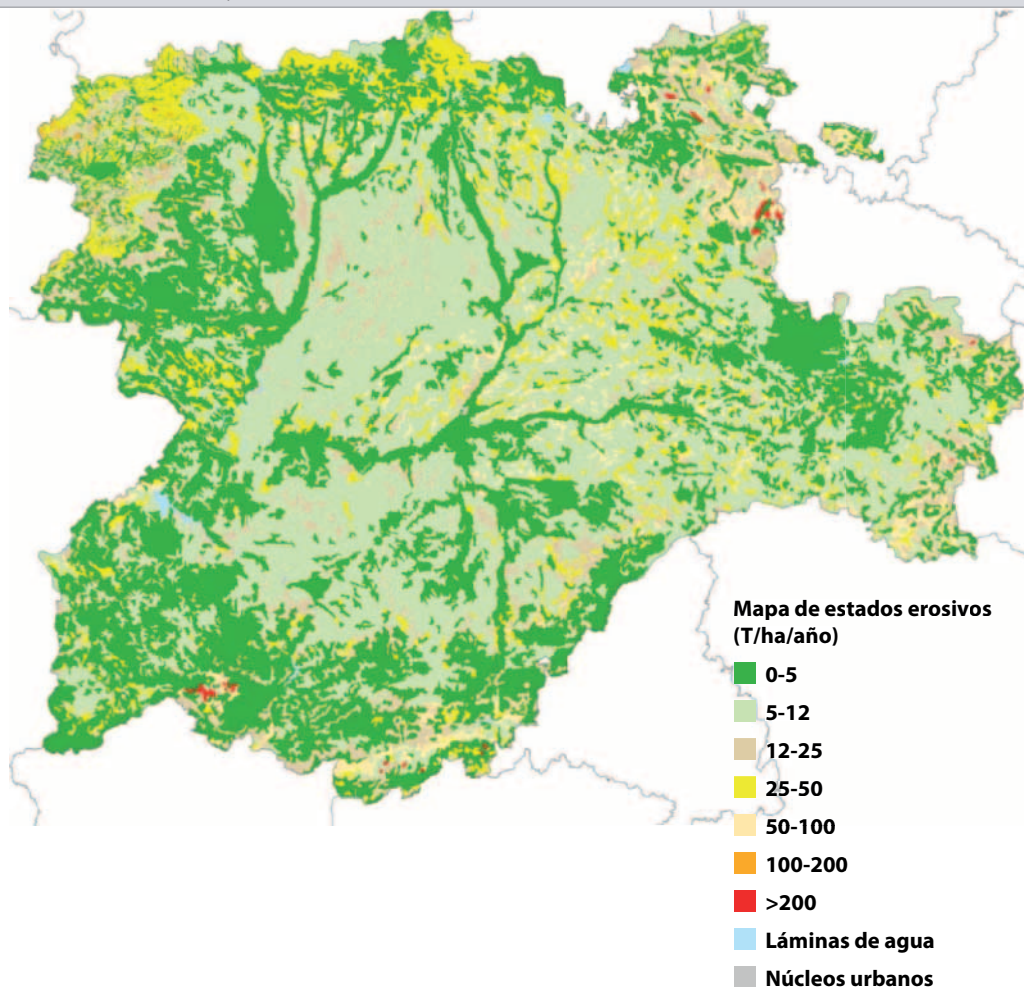 Mapa de estados erosivos
(T/ha/año)
0-5
5-12
12-25
25-50
50-100
100-200
>200
Láminas de agua
Núcleos urbanos